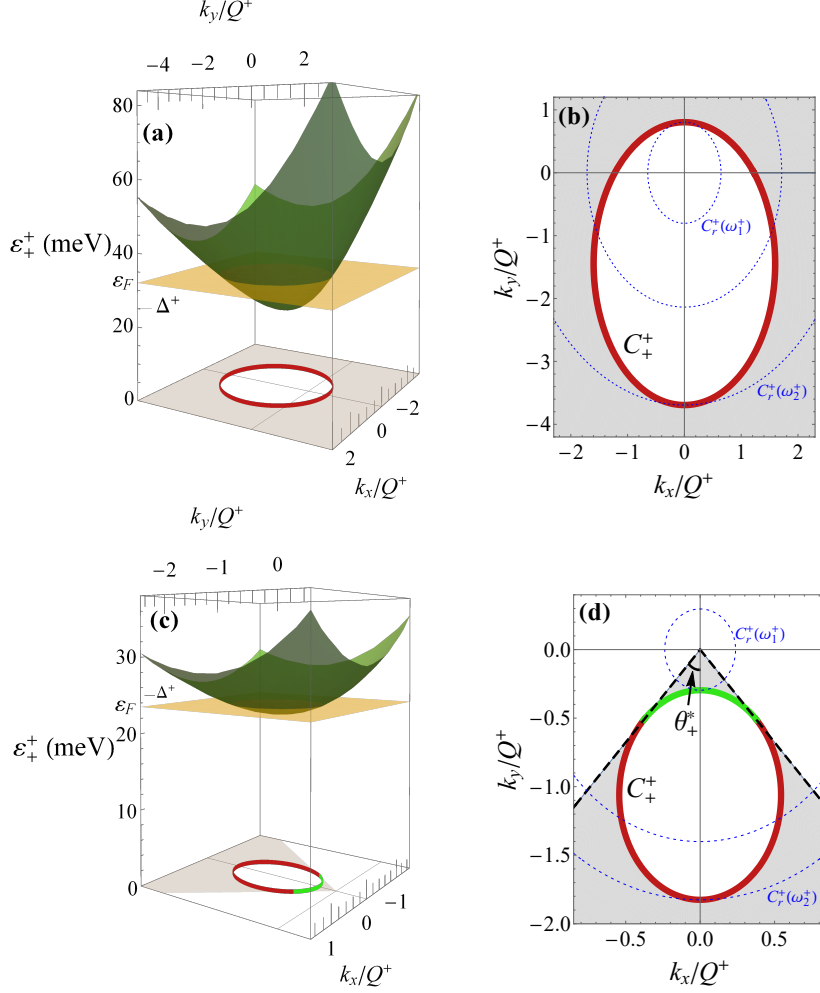 k_y/Q^+
−4 −2 0 2
80
(a)
60
ε_+^+ (meV)
40
ε_F
Δ^+
20
0
−2
0
2
k_x/Q^+
(b)
1
0
C_r^+(ω_1^+)
−1
k_y/Q^+
−2
C_+^+
−3
C_r^+(ω_2^+)
−4
−2 −1 0 1 2
k_x/Q^+
k_y/Q^+
−2 −1 0
(c)
30
Δ^+
ε_F
ε_+^+ (meV)
20
10
0
−1
0
1
k_x/Q^+
(d)
C_r^+(ω_1^+)
0.0
−0.5
θ_+^*
k_y/Q^+
−1.0
C_+^+
−1.5
C_r^+(ω_2^+)
−2.0
−0.5 0.0 0.5
k_x/Q^+